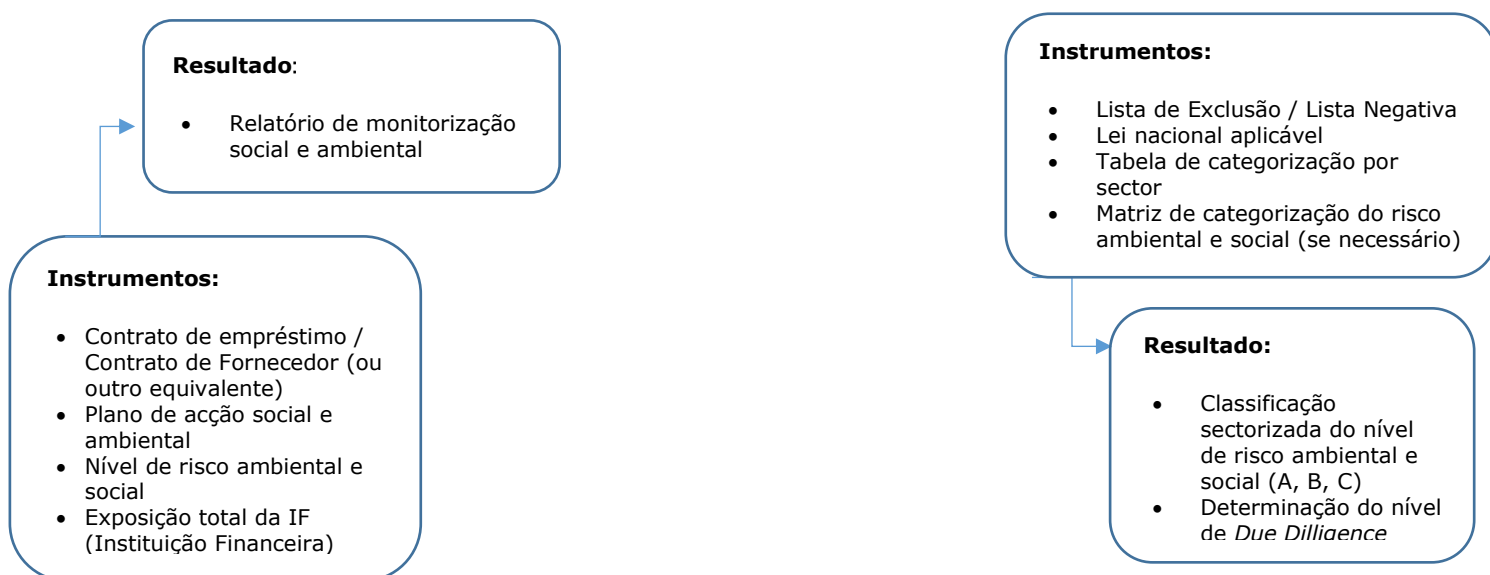 Resultado:
• Relatório de monitorização
social e ambiental
Instrumentos:
• Contrato de empréstimo /
Contrato de Fornecedor (ou
outro equivalente)
• Plano de acção social e
ambiental
• Nível de risco ambiental e
social
• Exposição total da IF
(Instituição Financeira)
Instrumentos:
• Lista de Exclusão / Lista Negativa
• Lei nacional aplicável
• Tabela de categorização por
sector
• Matriz de categorização do risco
ambiental e social (se necessário)
Resultado:
• Classificação
sectorizada do nível
de risco ambiental e
social (A, B, C)
• Determinação do nível
de Due Dilligence